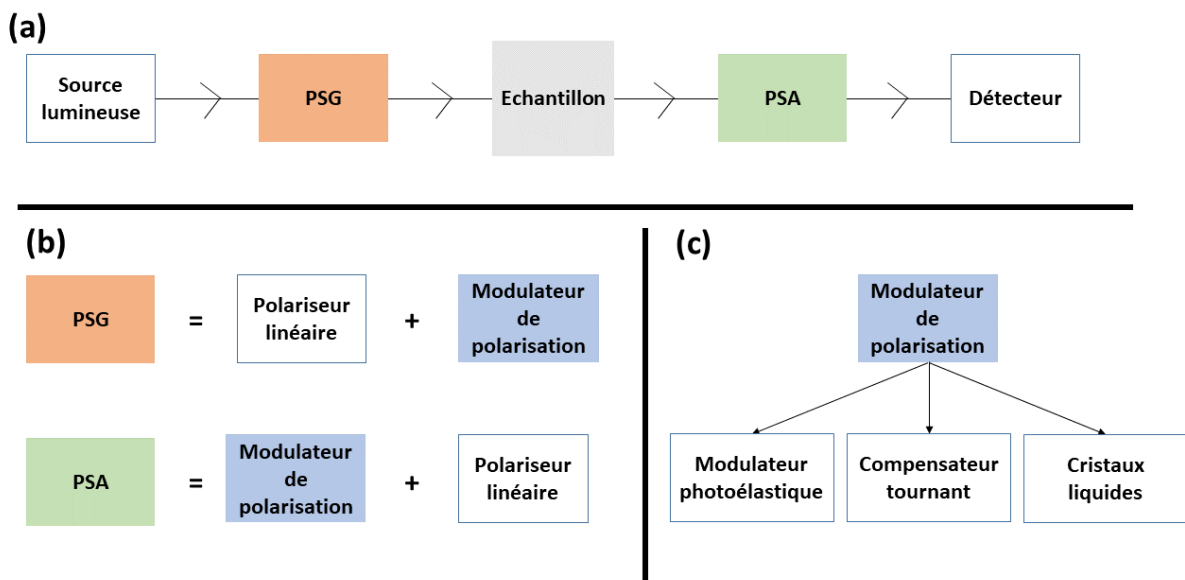 (a)
Source
lumineuse
PSG
Echantillon
PSA
Détecteur
(b)
PSG
=
Polariseur
linéaire
+
Modulateur
de
polarisation
PSA
=
Modulateur
de
polarisation
+
Polariseur
linéaire
(c)
Modulateur
de
polarisation
Modulateur
photoélastique
Compensateur
tournant
Cristaux
liquides